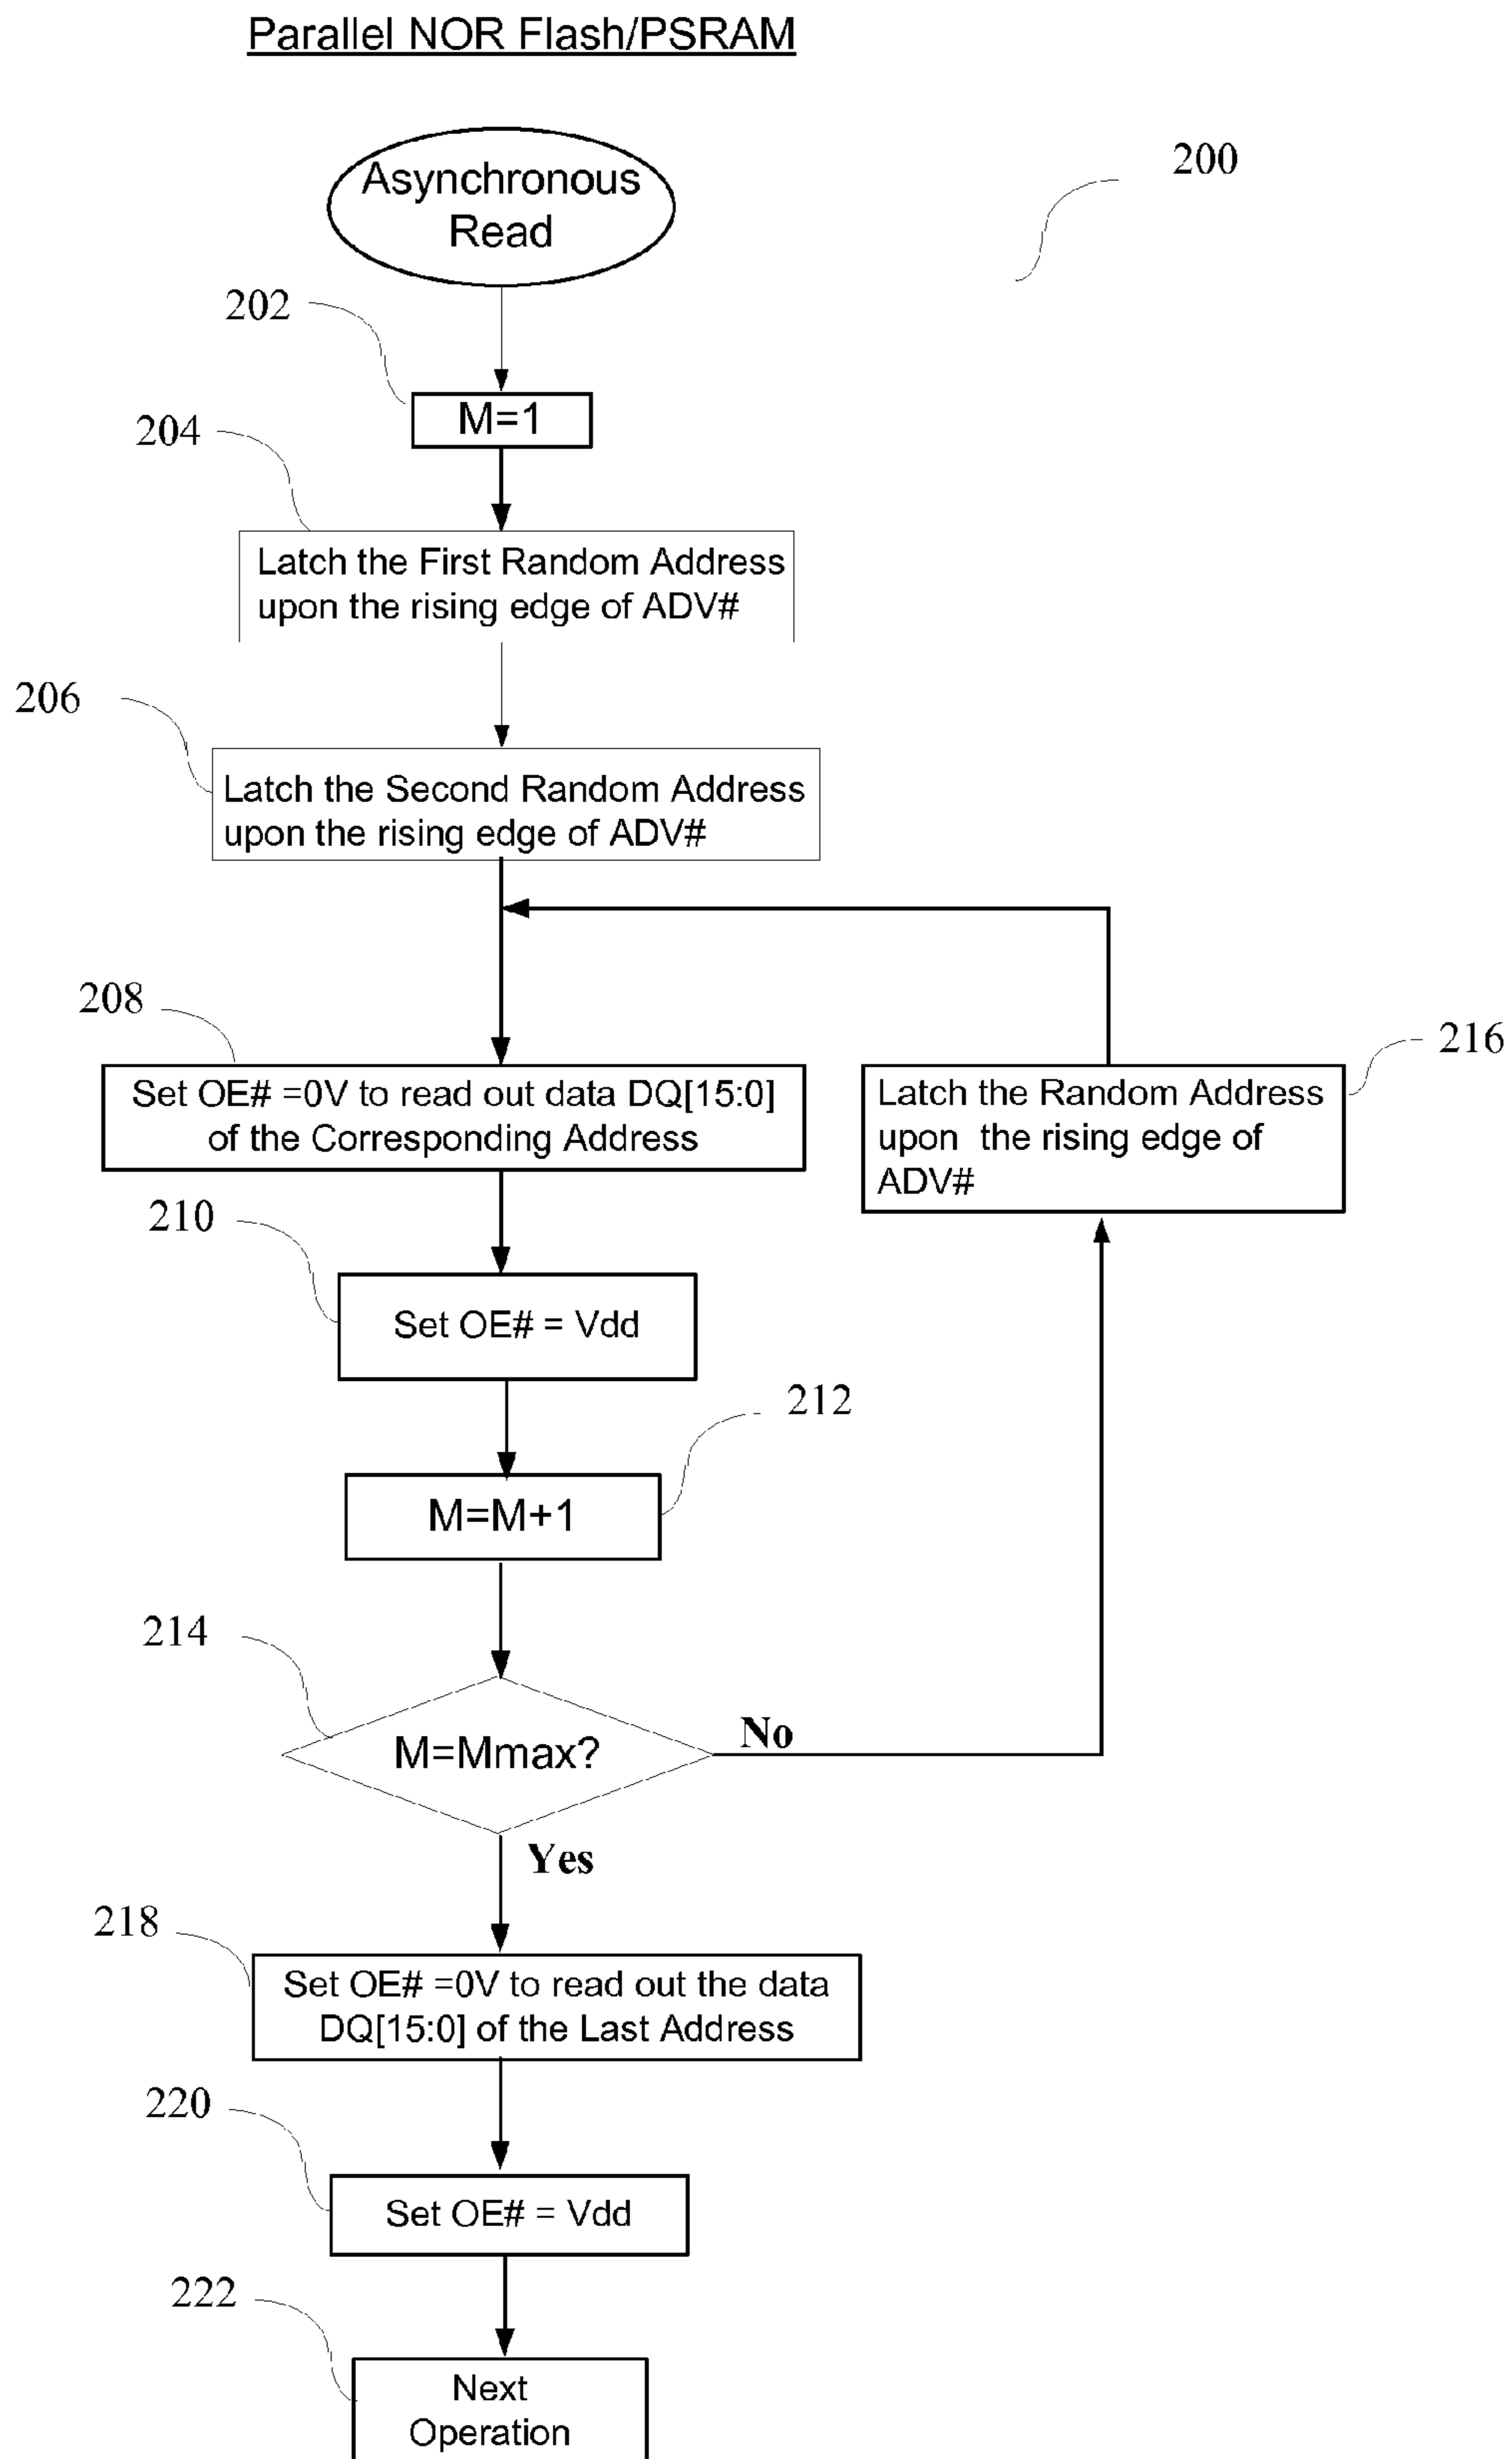 Parallel NOR Flash/PSRAM
Asynchronous
Read
200
202
M=1
204
Latch the First Random Address
upon the rising edge of ADV#
206
Latch the Second Random Address
upon the rising edge of ADV#
208
Set OE# =0V to read out data DQ[15:0]
of the Corresponding Address
216
Latch the Random Address
upon the rising edge of
ADV#
210
Set OE# = Vdd
212
M=M+1
214
M=Mmax?
No
Yes
218
Set OE# =0V to read out the data
DQ[15:0] of the Last Address
220
Set OE# = Vdd
222
Next
Operation